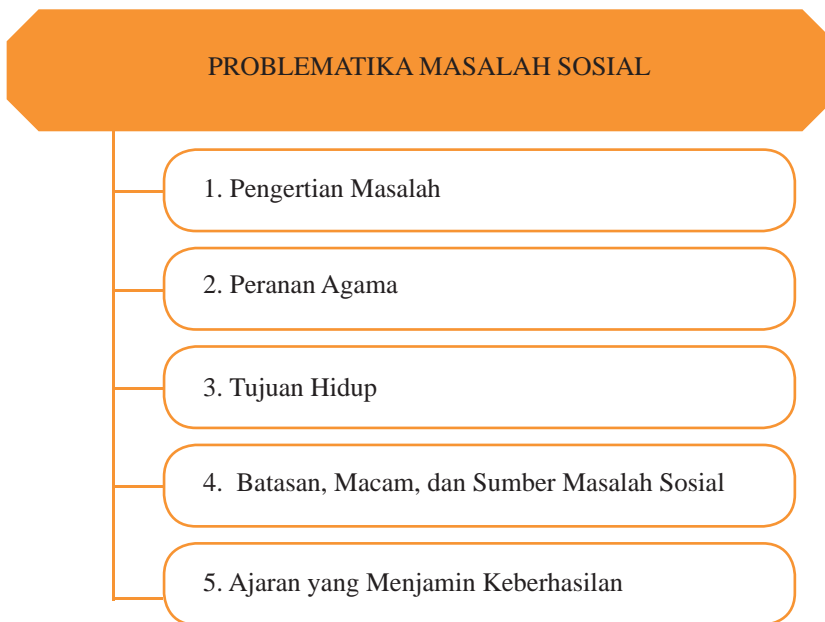 PROBLEMATIKA MASALAH SOSIAL
1. Pengertian Masalah
2. Peranan Agama
3. Tujuan Hidup
4. Batasan, Macam, dan Sumber Masalah Sosial
5. Ajaran yang Menjamin Keberhasilan